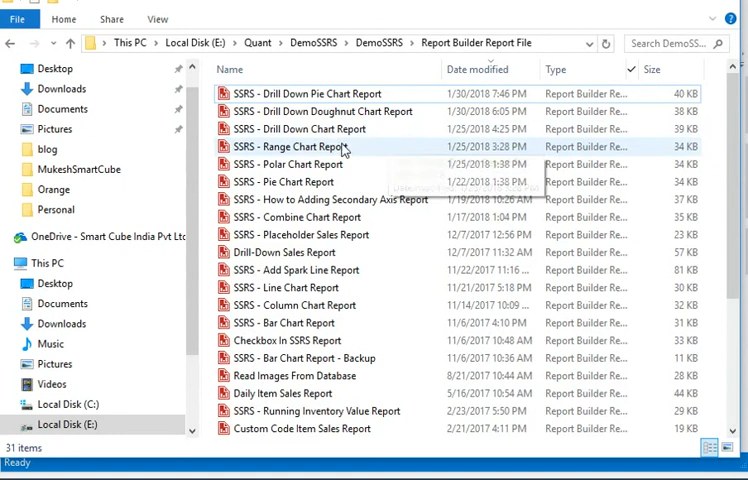 File Home Share View
This PC Local Disk (E:) Quant DemoSSRS DemoSSRS Report Builder Report File Search DemoSS...
Name Date modified Type Size
Desktop
Downloads
Documents
Pictures
blog
MukeshSmartCube
Orange
Personal
OneDrive - Smart Cube India Pvt Ltd
This PC
Desktop
Documents
Downloads
Music
Pictures
Videos
Local Disk (C:)
Local Disk (E:)
SSRS - Drill Down Pie Chart Report 1/30/2018 7:46 PM Report Builder Re... 40 KB
SSRS - Drill Down Doughnut Chart Report 1/30/2018 6:05 PM Report Builder Re... 38 KB
SSRS - Drill Down Chart Report 1/25/2018 4:25 PM Report Builder Re... 39 KB
SSRS - Range Chart Report 1/25/2018 3:28 PM Report Builder Re... 34 KB
SSRS - Polar Chart Report 1/25/2018 1:38 PM Report Builder Re... 34 KB
SSRS - Pie Chart Report 1/22/2018 1:38 PM Report Builder Re... 34 KB
SSRS - How to Adding Secondary Axis Report 1/19/2018 10:26 AM Report Builder Re... 37 KB
SSRS - Combine Chart Report 1/17/2018 1:04 PM Report Builder Re... 35 KB
SSRS - Placeholder Sales Report 12/7/2017 12:56 PM Report Builder Re... 23 KB
Drill-Down Sales Report 12/7/2017 11:32 AM Report Builder Re... 57 KB
SSRS - Add Spark Line Report 11/22/2017 11:16 ... Report Builder Re... 81 KB
SSRS - Line Chart Report 11/21/2017 5:18 PM Report Builder Re... 30 KB
SSRS - Column Chart Report 11/14/2017 10:09 ... Report Builder Re... 32 KB
SSRS - Bar Chart Report 11/6/2017 4:10 PM Report Builder Re... 31 KB
Checkbox In SSRS Report 11/6/2017 10:48 AM Report Builder Re... 33 KB
SSRS - Bar Chart Report - Backup 11/6/2017 10:36 AM Report Builder Re... 11 KB
Read Images From Database 8/21/2017 10:44 AM Report Builder Re... 28 KB
Daily Item Sales Report 5/16/2017 10:54 AM Report Builder Re... 44 KB
SSRS - Running Inventory Value Report 2/23/2017 5:50 PM Report Builder Re... 29 KB
Custom Code Item Sales Report 2/21/2017 4:11 PM Report Builder Re... 19 KB
31 items
Ready